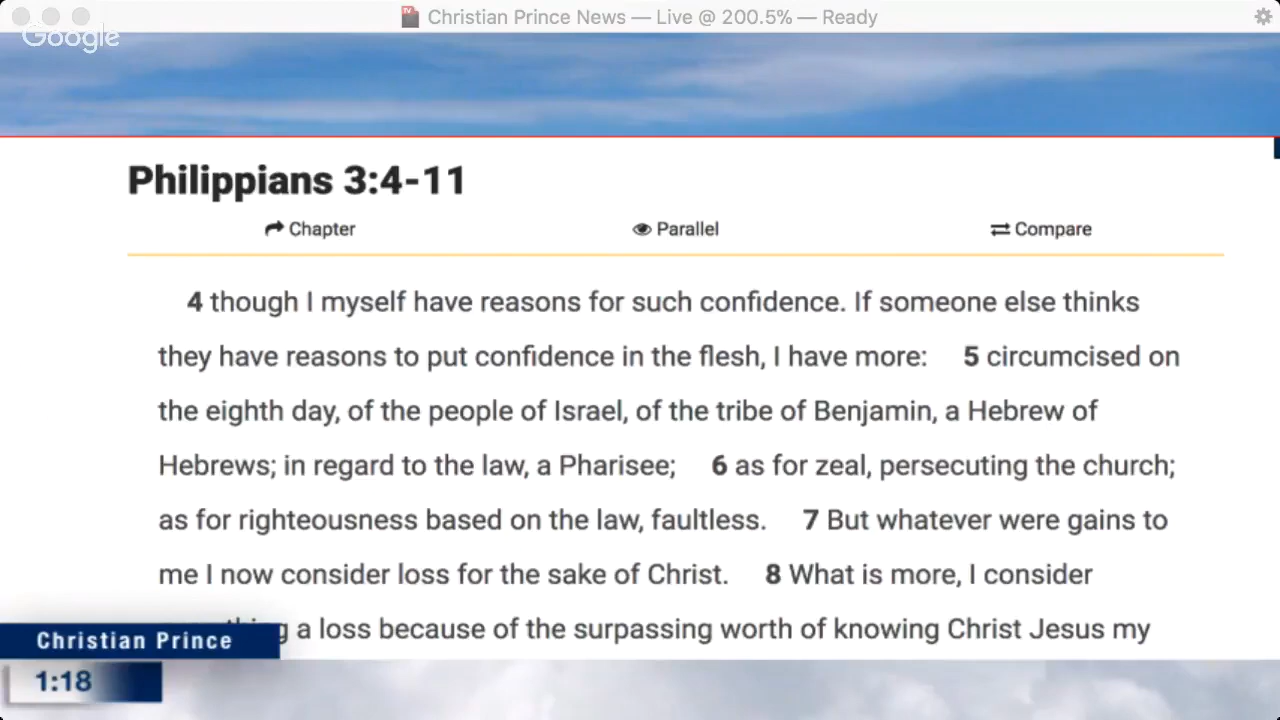 Christian Prince News — Live @ 200.5% — Ready
Google
Philippians 3:4-11
Chapter
Parallel
Compare
4 though I myself have reasons for such confidence. If someone else thinks
they have reasons to put confidence in the flesh, I have more: 5 circumcised on
the eighth day, of the people of Israel, of the tribe of Benjamin, a Hebrew of
Hebrews; in regard to the law, a Pharisee; 6 as for zeal, persecuting the church;
as for righteousness based on the law, faultless. 7 But whatever were gains to
me I now consider loss for the sake of Christ. 8 What is more, I consider
a loss because of the surpassing worth of knowing Christ Jesus my
Christian Prince
1:18